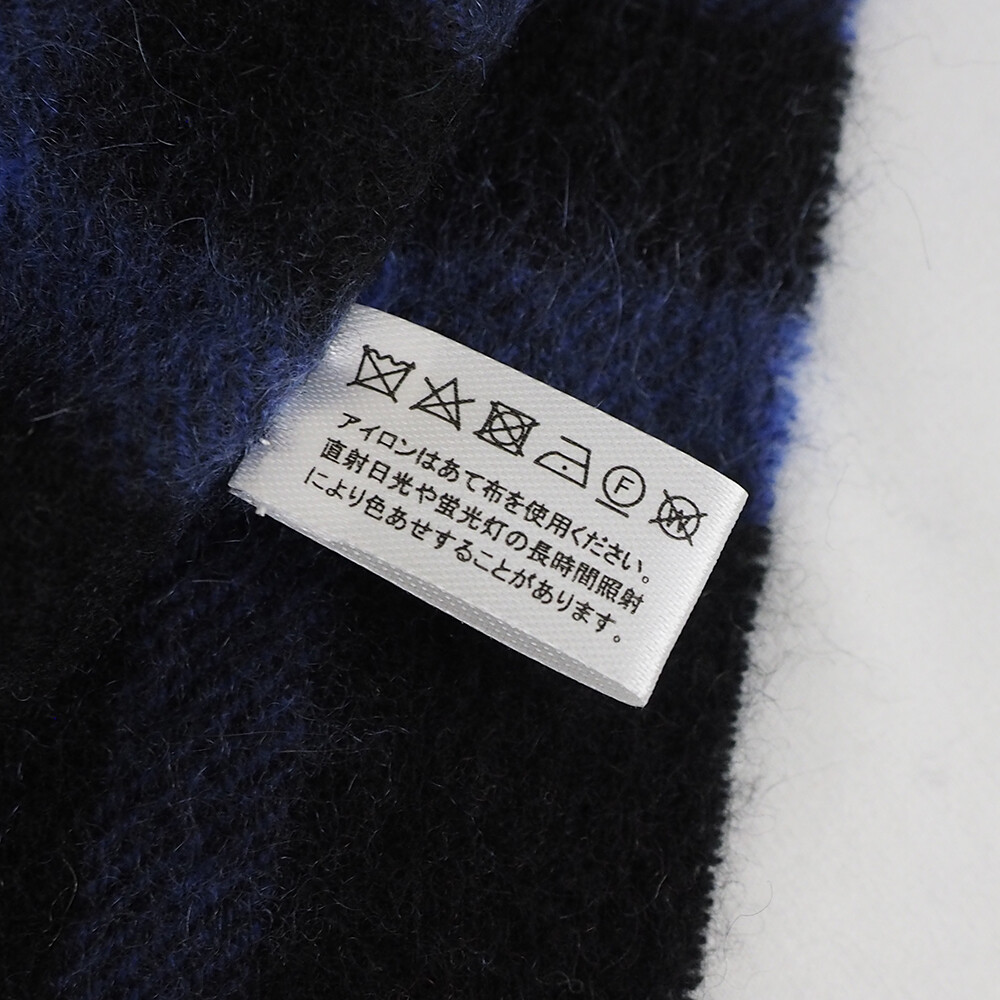 F
W
アイロンはあて布を使用ください。
直射日光や蛍光灯の長時間照射
により色あせすることがあります。